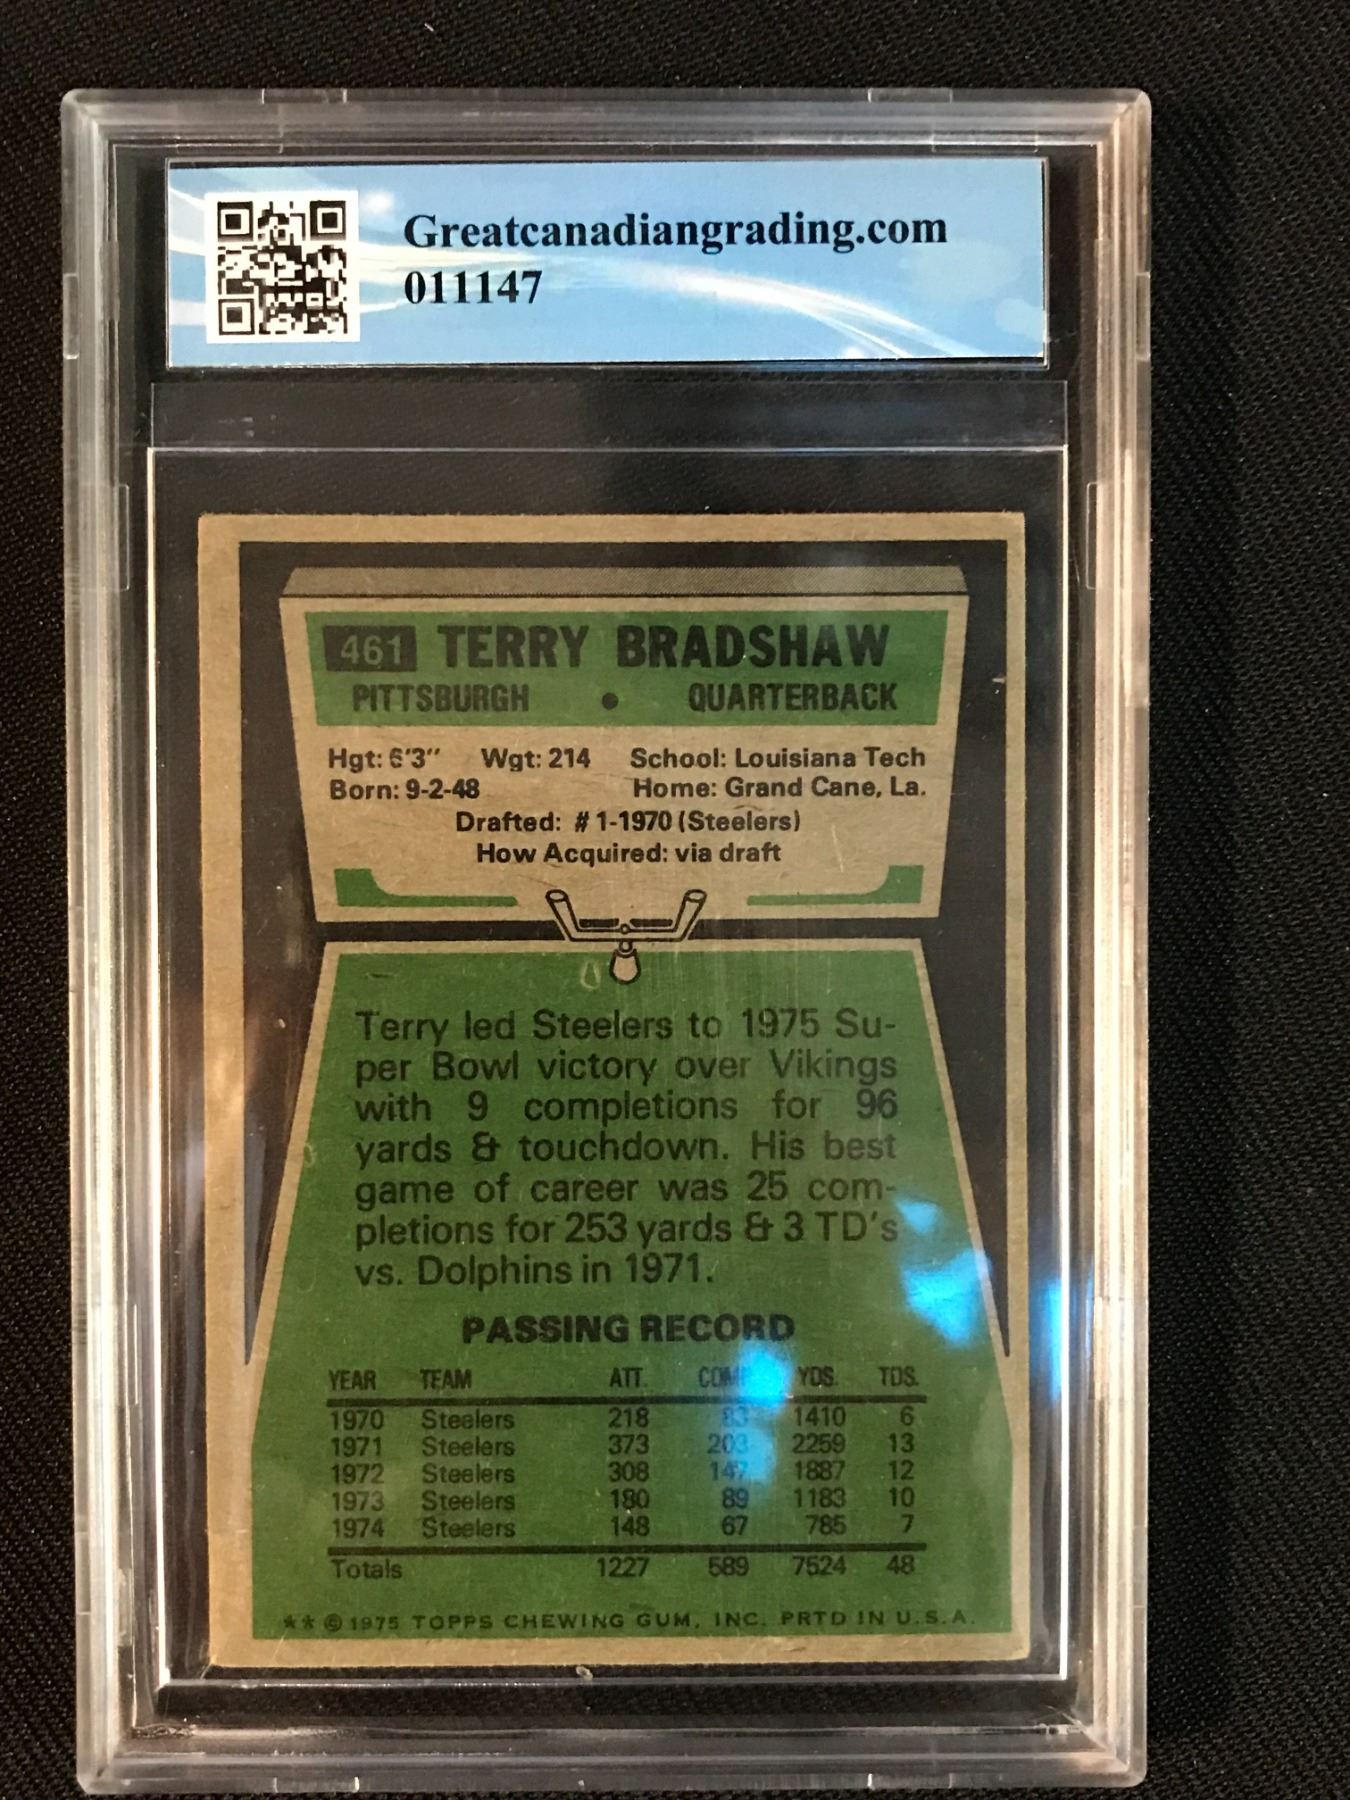 Greatcanadiangrading.com
011147
461 TERRY BRADSHAW
PITTSBURGH • QUARTERBACK
Hgt: 6'3" Wgt: 214 School: Louisiana Tech
Born: 9-2-48 Home: Grand Cane, La.
Drafted: #1-1970 (Steelers)
How Acquired: via draft
Terry led Steelers to 1975 Su-
per Bowl victory over Vikings
with 9 completions for 96
yards & touchdown. His best
game of career was 25 com-
pletions for 253 yards & 3 TD's
vs. Dolphins in 1971.
PASSING RECORD
YEAR TEAM ATT. COMP. YDS. TDS.
1970 Steelers 218 83 1410 6
1971 Steelers 373 203 2259 13
1972 Steelers 308 147 1887 12
1973 Steelers 180 89 1183 10
1974 Steelers 148 67 785 7
Totals 1227 589 7524 48
** © 1975 TOPPS CHEWING GUM, INC. PRTD IN U.S.A.